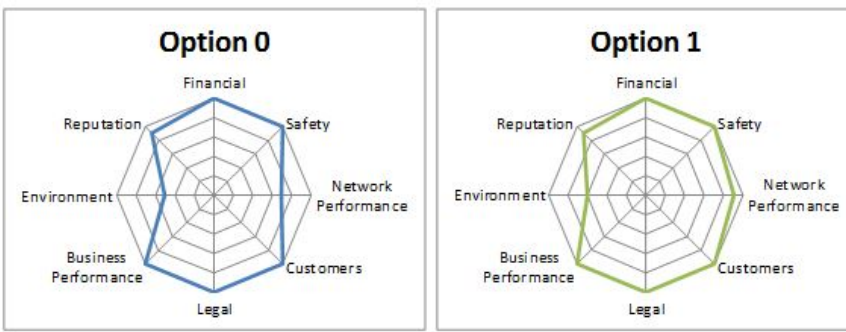 Option 0
Financial
Reputation
Safety
Environment
Network
Performance
Business
Performance
Customers
Legal
Option 1
Financial
Reputation
Safety
Environment
Network
Performance
Business
Performance
Customers
Legal